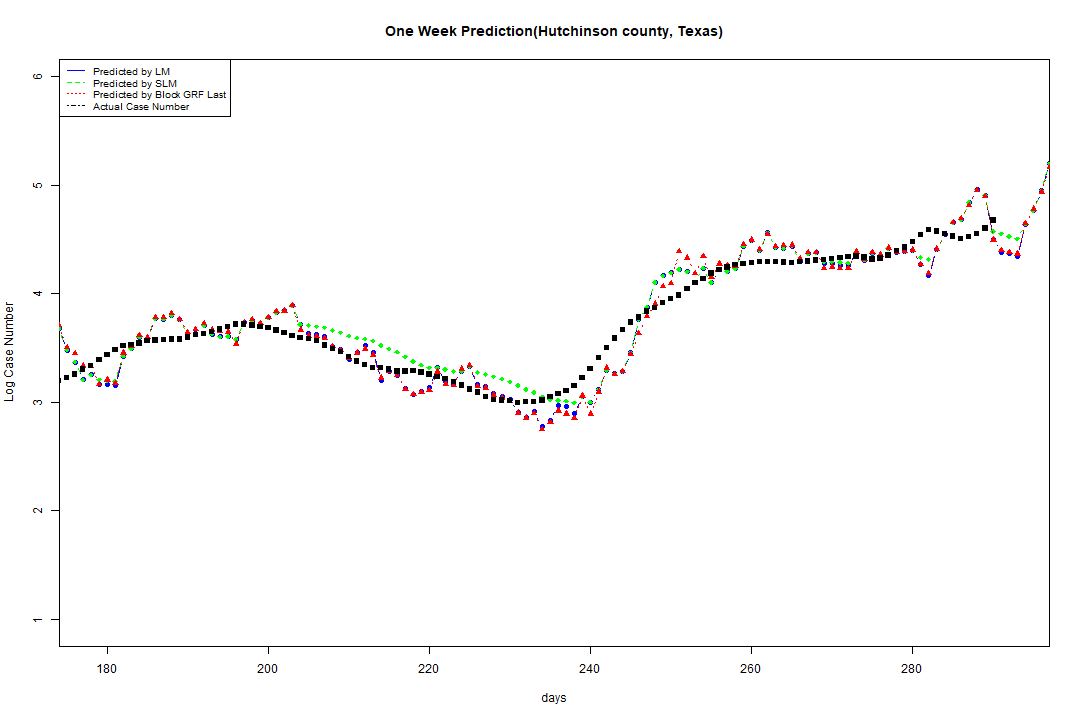 One Week Prediction(Hutchinson county, Texas)
Predicted by LM
Predicted by SLM
Predicted by Block GRF Last
Actual Case Number
6
5
4
3
2
1
Log Case Number
180 200 220 240 260 280
days